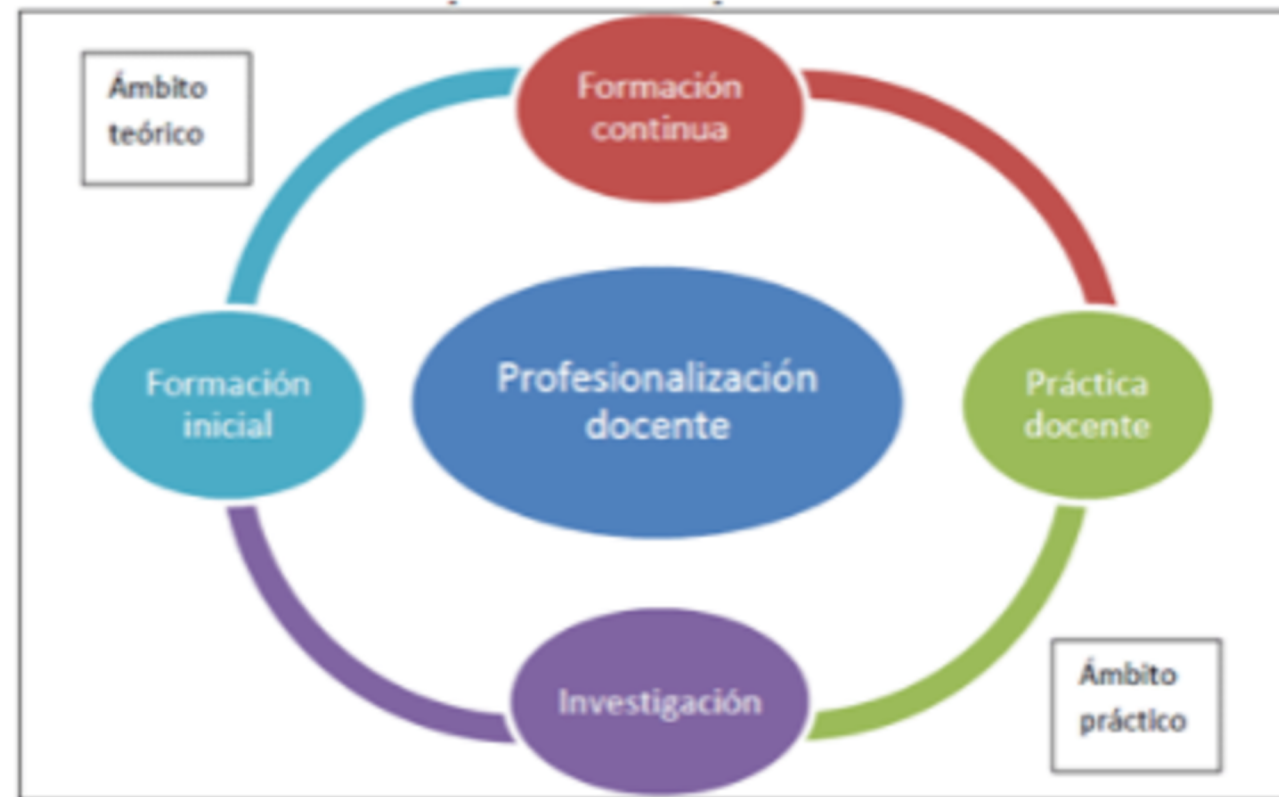 Ámbito
teórico
Formación
continua
Formación
inicial
Profesionalización
docente
Práctica
docente
Investigación
Ámbito
práctico